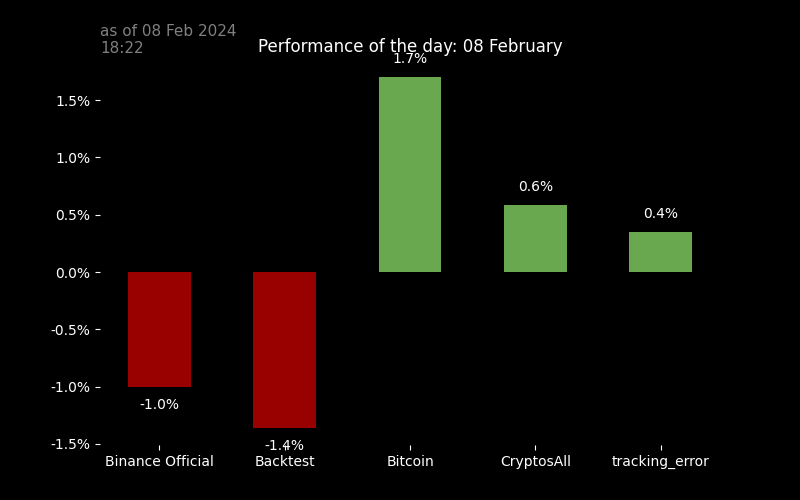 as of 08 Feb 2024
18:22
Performance of the day: 08 February
1.7%
1.5%
1.0%
0.6%
0.5%
0.4%
0.0%
-0.5%
-1.0%
-1.0%
-1.5%
-1.4%
Binance Official
Backtest
Bitcoin
CryptosAll
tracking_error